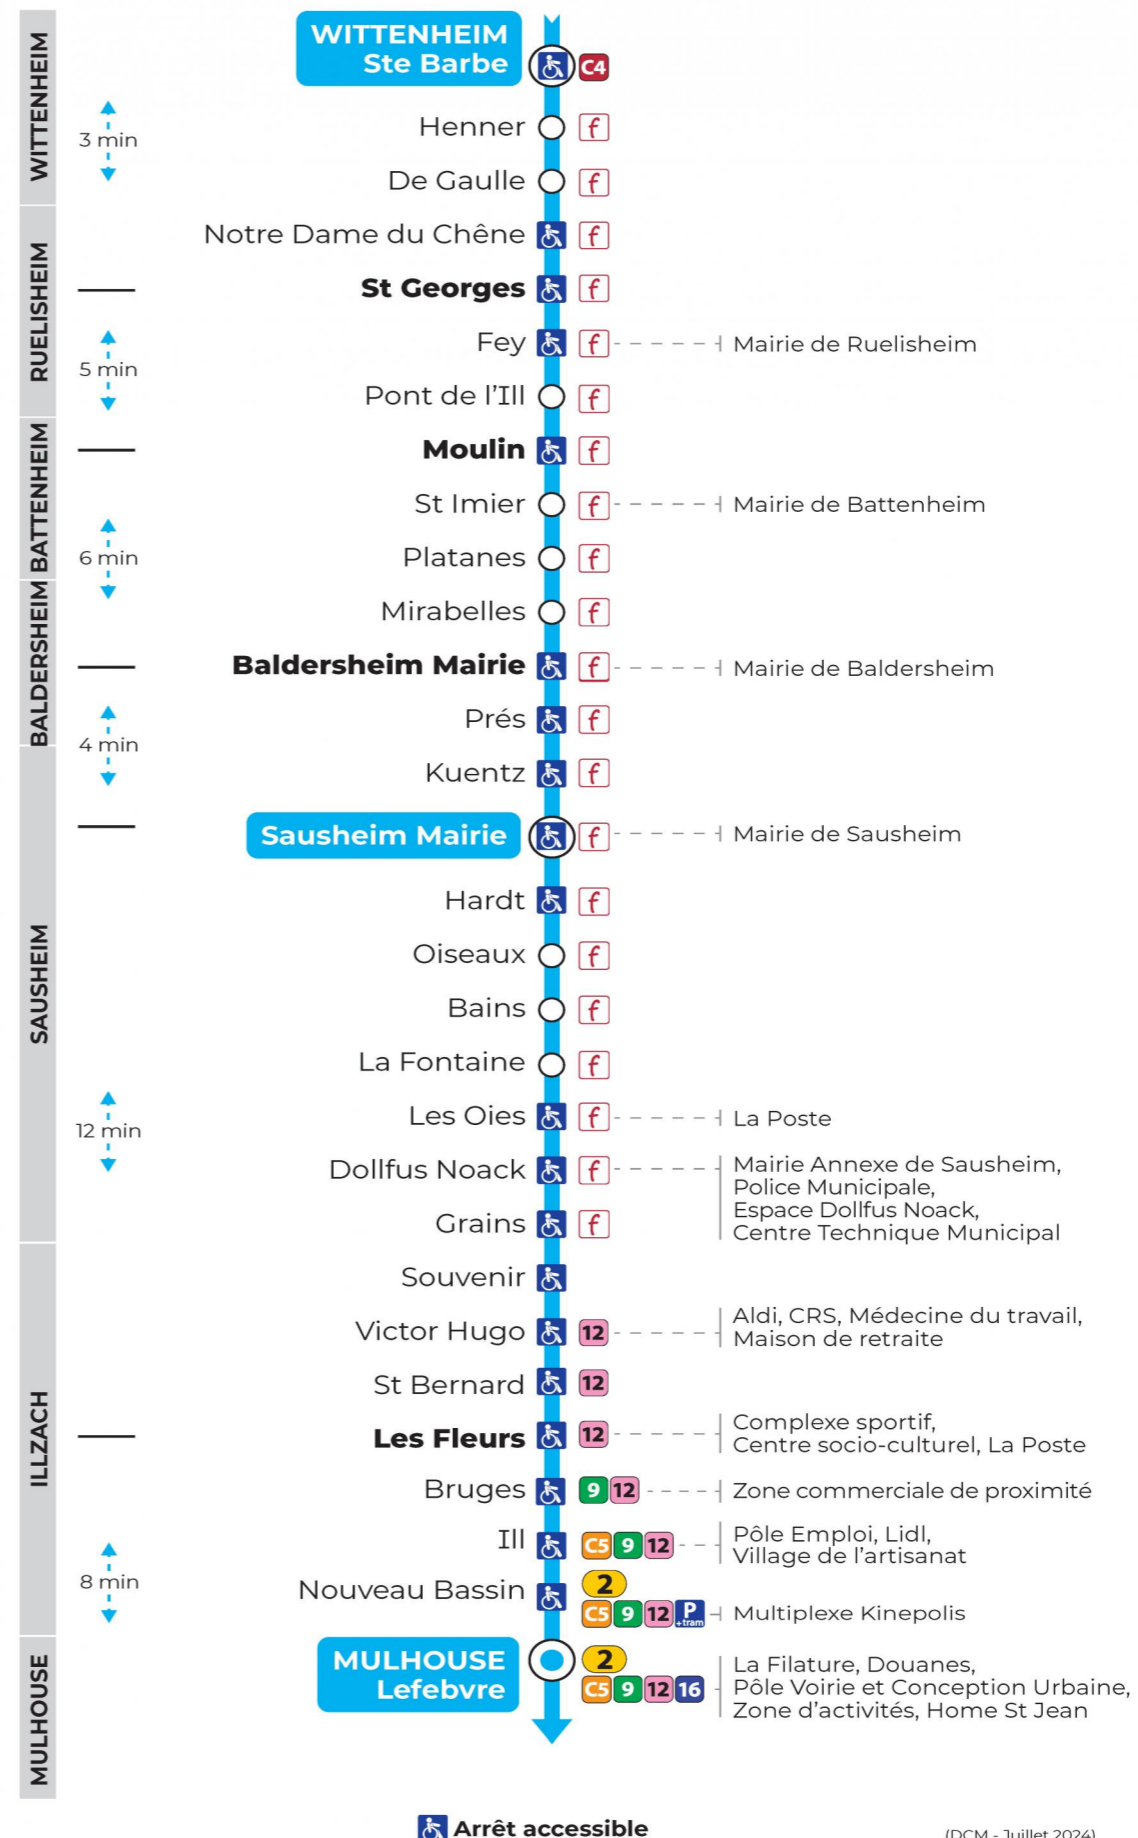 WITTENHEIM
Ste Barbe
C4
WITTENHEIM
3 min
Henner f
De Gaulle f
Notre Dame du Chêne f
RUELISHEIM
St Georges f
Fey f Mairie de Ruelisheim
5 min
Pont de l'Ill f
BATTENHEIM
Moulin f
St Imier f Mairie de Battenheim
6 min
Platanes f
Mirabelles f
BALDERSHEIM
Baldersheim Mairie f Mairie de Baldersheim
Prés f
4 min
Kuentz f
SAUSHEIM
Sausheim Mairie f Mairie de Sausheim
Hardt f
Oiseaux f
Bains f
La Fontaine f
Les Oies f La Poste
12 min
Dollfus Noack f
Mairie Annexe de Sausheim,
Police Municipale,
Espace Dollfus Noack,
Centre Technique Municipal
Grains f
Souvenir
ILLZACH
Victor Hugo 12
Aldi, CRS, Médecine du travail,
Maison de retraite
St Bernard 12
Les Fleurs 12
Complexe sportif,
Centre socio-culturel, La Poste
Bruges 9 12 Zone commerciale de proximité
Ill C5 9 12
Pôle Emploi, Lidl,
Village de l'artisanat
8 min
Nouveau Bassin 2
C5 9 12 P +tram Multiplexe Kinepolis
MULHOUSE
MULHOUSE
Lefebvre
2
C5 9 12 16
La Filature, Douanes,
Pôle Voirie et Conception Urbaine,
Zone d'activités, Home St Jean
Arrêt accessible
(DCM - Juillet 2024)